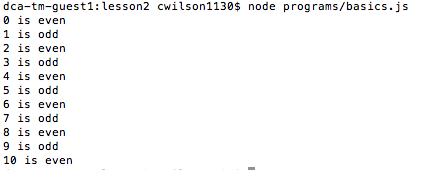 dca-tm-guest1:lesson2 cwilson1130$ node programs/basics.js
0 is even
1 is odd
2 is even
3 is odd
4 is even
5 is odd
6 is even
7 is odd
8 is even
9 is odd
10 is even